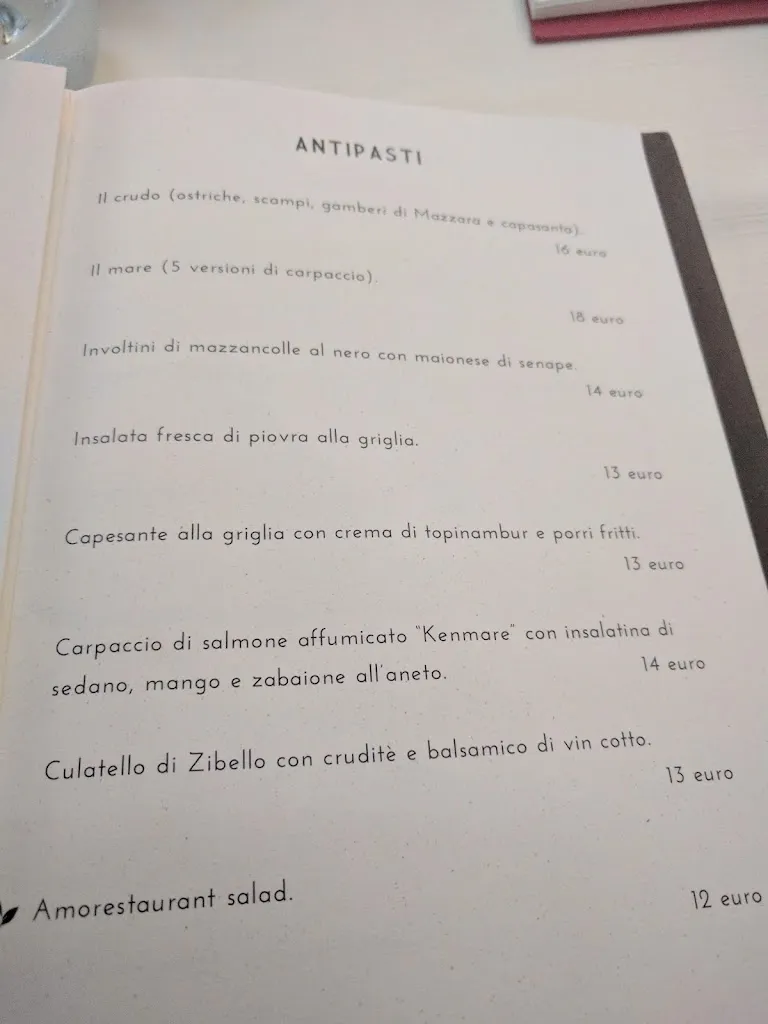 ANTIPASTI
Il crudo (ostriche, scampi, gamberi di Mazzara e capasanta).
16 euro
Il mare (5 versioni di carpaccio).
18 euro
Involtini di mazzancolle al nero con maionese di senape.
14 euro
Insalata fresca di piovra alla griglia.
13 euro
Capesante alla griglia con crema di topinambur e porri fritti.
13 euro
Carpaccio di salmone affumicato "Kenmare" con insalatina di
sedano, mango e zabaione all'aneto.
14 euro
Culatello di Zibello con cruditè e balsamico di vin cotto.
13 euro
Amorestaurant salad.
12 euro